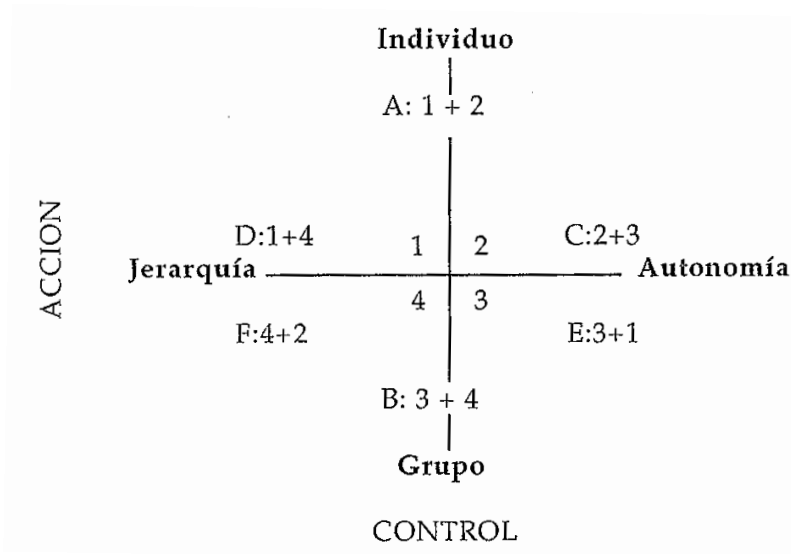 Individuo
A: 1 + 2
ACCION
D:1+4
1
2
C:2+3
Jerarquía
Autonomía
4
3
F:4+2
E:3+1
B: 3 + 4
Grupo
CONTROL